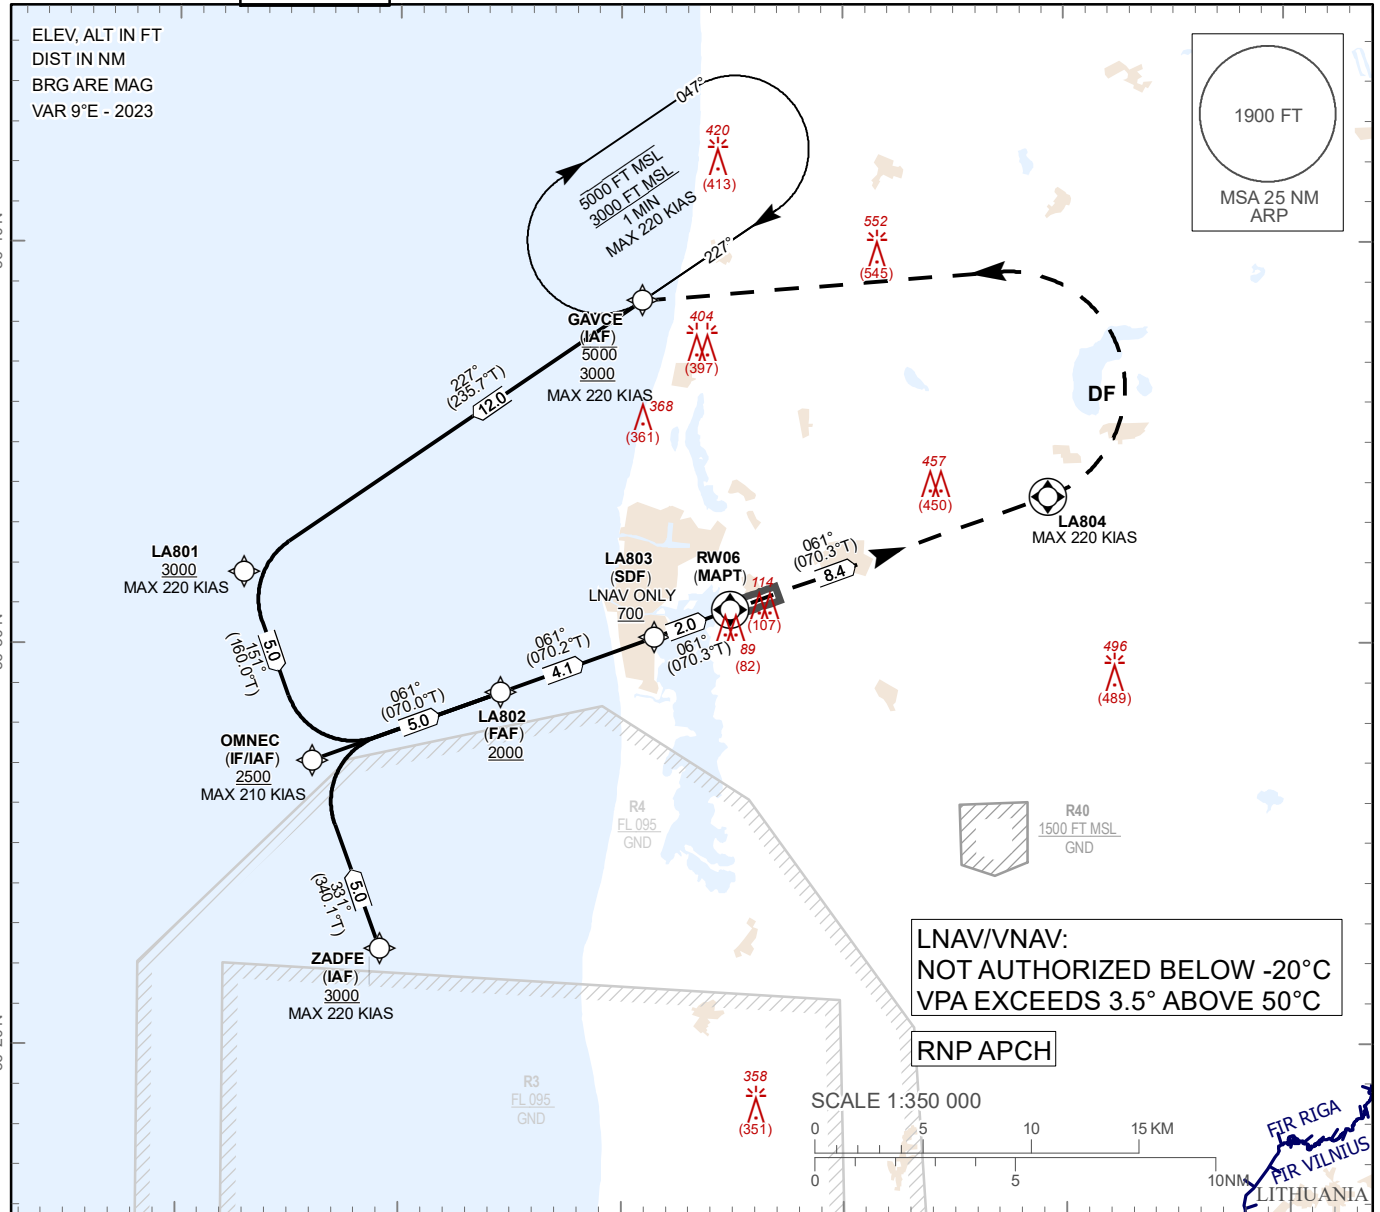 ELEV, ALT IN FT
DIST IN NM
BRG ARE MAG
VAR 9°E - 2023
1900 FT
MSA 25 NM
ARP
047°
5000 FT MSL
3000 FT MSL
1 MIN
MAX 220 KIAS
227°
420
(413)
552
(545)
GAVCE
(IAF)
5000
3000
MAX 220 KIAS
404
(397)
368
(361)
227°
(235.7°T)
12.0
DF
457
(450)
LA804
MAX 220 KIAS
061°
(070.3°T)
8.4
LA801
3000
MAX 220 KIAS
LA803
(SDF)
LNAV ONLY
700
RW06
(MAPT)
114
(107)
2.0
061°
(070.3°T)
89
(82)
061°
(070.2°T)
4.1
5.0
151°
(160.0°T)
061°
(070.0°T)
5.0
LA802
(FAF)
2000
OMNEC
(IF/IAF)
2500
MAX 210 KIAS
496
(489)
R4
FL 095
GND
R40
1500 FT MSL
GND
5.0
331°
(340.1°T)
ZADFE
(IAF)
3000
MAX 220 KIAS
LNAV/VNAV:
NOT AUTHORIZED BELOW -20°C
VPA EXCEEDS 3.5° ABOVE 50°C
RNP APCH
R3
FL 095
GND
358
(351)
SCALE 1:350 000
0 5 10 15 KM
0 5 10NM
FIR RIGA
FIR VILNIUS
LITHUANIA